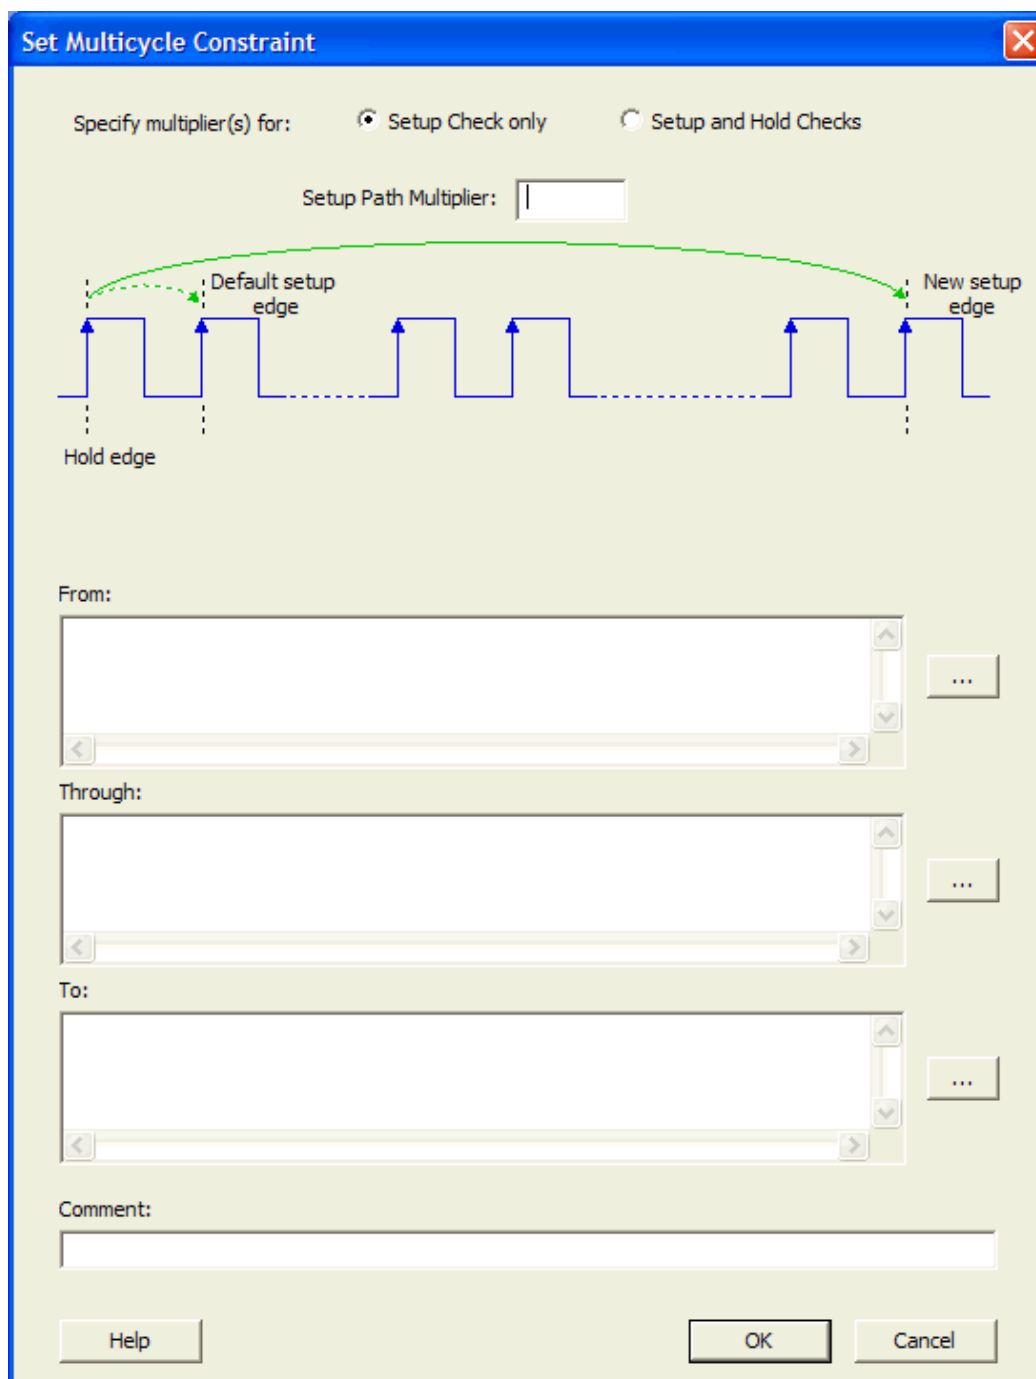 Set Multicycle Constraint
Specify multiplier(s) for: Setup Check only Setup and Hold Checks
Setup Path Multiplier:
Default setup edge
New setup edge
Hold edge
From:
...
Through:
...
To:
...
Comment:
Help OK Cancel